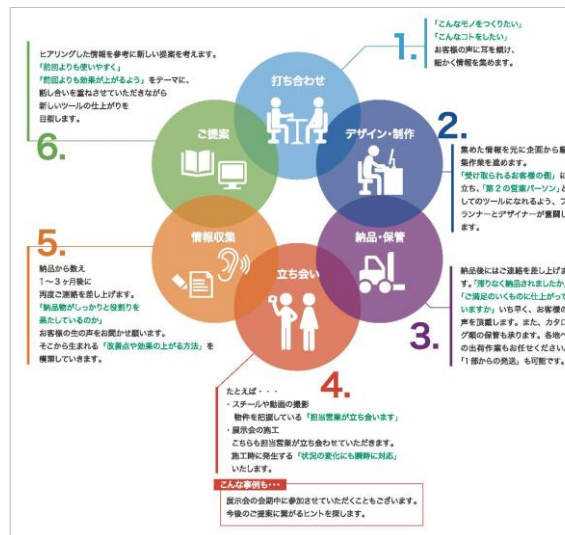 1.
「こんなモノをつくりたい」
「こんなコトをしたい」
お客様の声に耳を傾け、
細かく情報を集めます。
打ち合わせ
2.
デザイン・制作
集めた情報を元に企画から
集作業を進めます。
「受け取られるお客様の側」に
立ち、「第2の営業パーソン」と
してのツールになれるよう、プ
ランナーとデザイナーが奮闘し
ます。
3.
納品・保管
納品後にはご連絡を差し上げま
す。「滞りなく納品されましたか」
「ご満足のいくものに仕上がって
いますか」いち早く、お客様の
声を頂戴します。また、カタロ
グ類の保管も承ります。各地へ
の出荷作業もお任せください。
「1部からの発送」も可能です。
4.
立ち会い
たとえば・・・
・スチールや動画の撮影
物件を把握している「担当営業が立ち会います」
・展示会の施工
こちらも担当営業が立ち会わせていただきます。
施工時に発生する「状況の変化にも瞬時に対応」
いたします。
こんな事例も・・・
展示会の会期中に参加させていただくこともございます。
今後のご提案に繋がるヒントを探します。
5.
情報収集
納品から数え
1～3ヶ月後に
再度ご連絡を差し上げます。
「納品物がしっかりと役割りを
果たしているのか」
お客様の生の声をお聞かせ願います。
そこから生まれる「改善点や効果の上がる方法」を
模索していきます。
6.
ご提案
ヒアリングした情報を参考に新しい提案を考えます。
「前回よりも使いやすく」
「前回よりも効果が上がるよう」をテーマに、
話し合いを重ねさせていただきながら
新しいツールの仕上がりを
目指します。